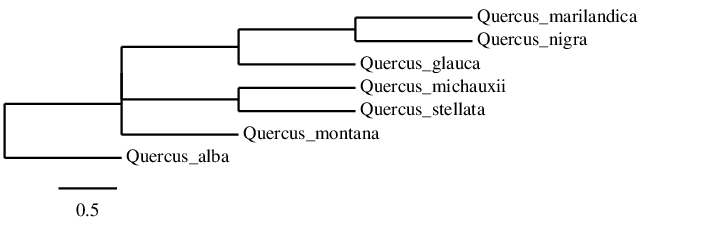 Quercus_marilandica
Quercus_nigra
Quercus_glauca
Quercus_michauxii
Quercus_stellata
Quercus_montana
Quercus_alba
0.5